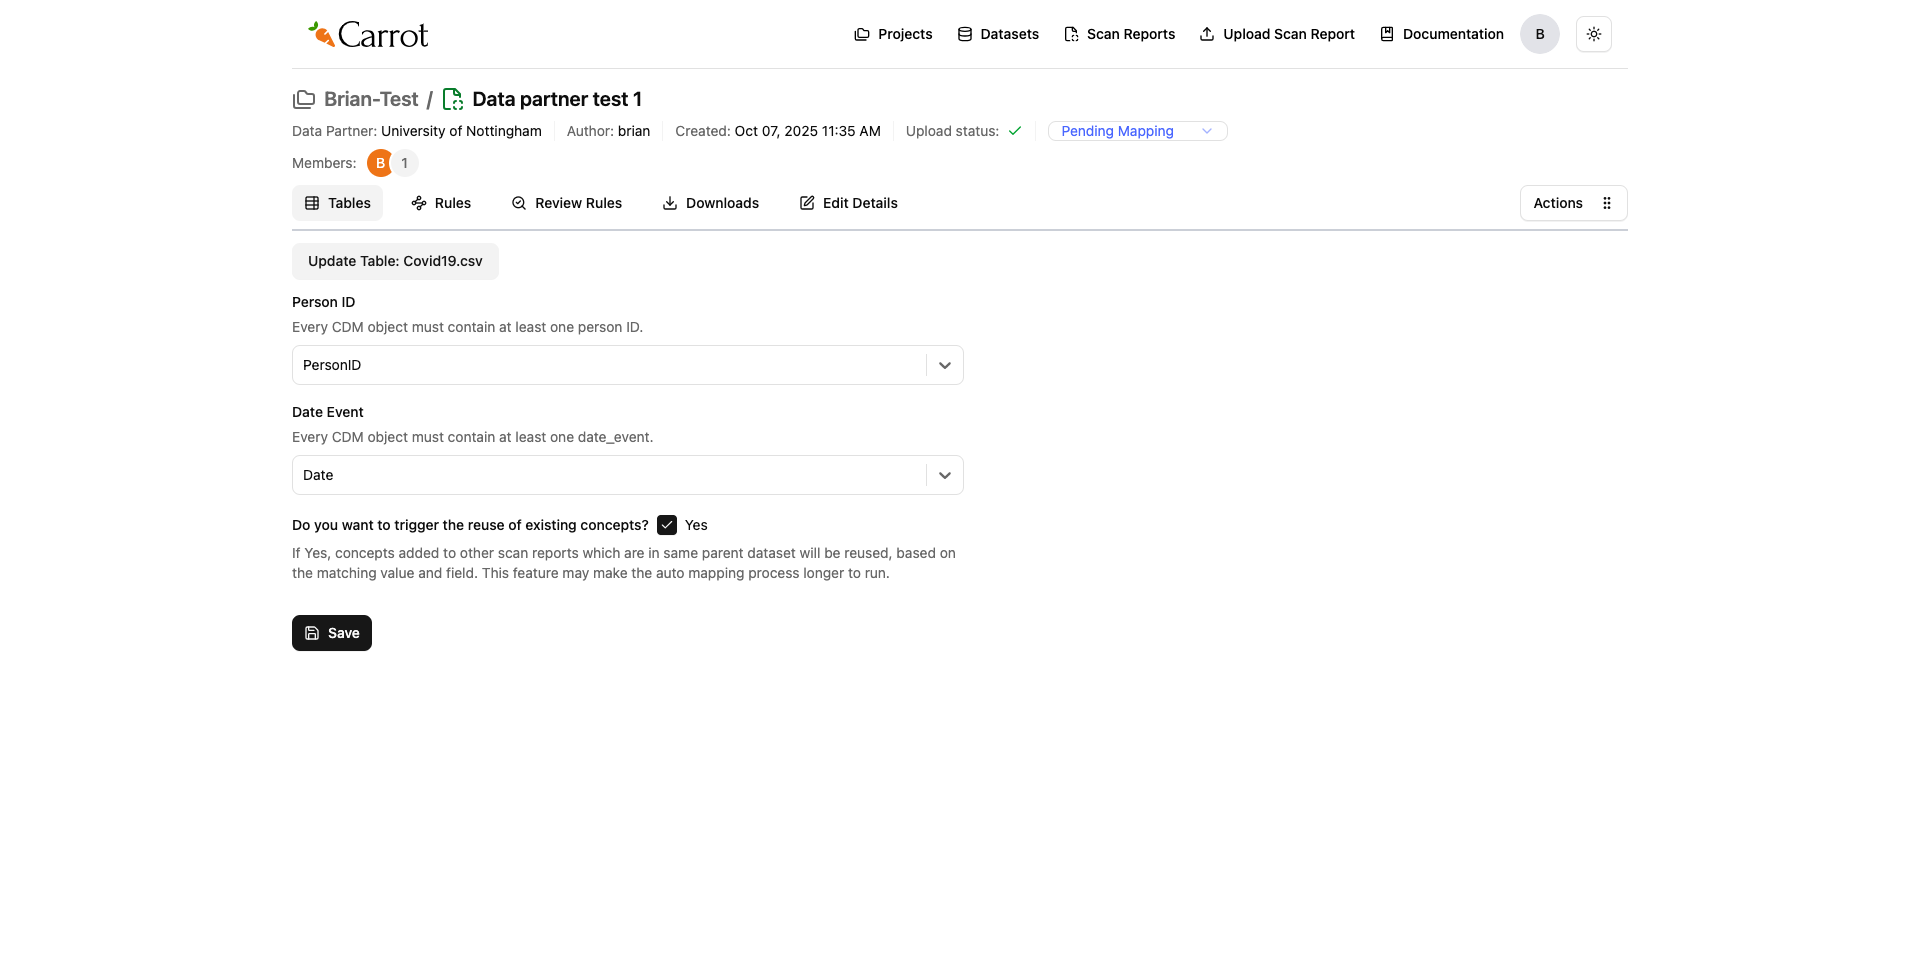 Carrot
Projects Datasets Scan Reports Upload Scan Report Documentation B
Brian-Test / Data partner test 1
Data Partner: University of Nottingham Author: brian Created: Oct 07, 2025 11:35 AM Upload status: Pending Mapping
Members: B 1
Tables Rules Review Rules Downloads Edit Details Actions
Update Table: Covid19.csv
Person ID
Every CDM object must contain at least one person ID.
PersonID
Date Event
Every CDM object must contain at least one date_event.
Date
Do you want to trigger the reuse of existing concepts? Yes
If Yes, concepts added to other scan reports which are in same parent dataset will be reused, based on
the matching value and field. This feature may make the auto mapping process longer to run.
Save